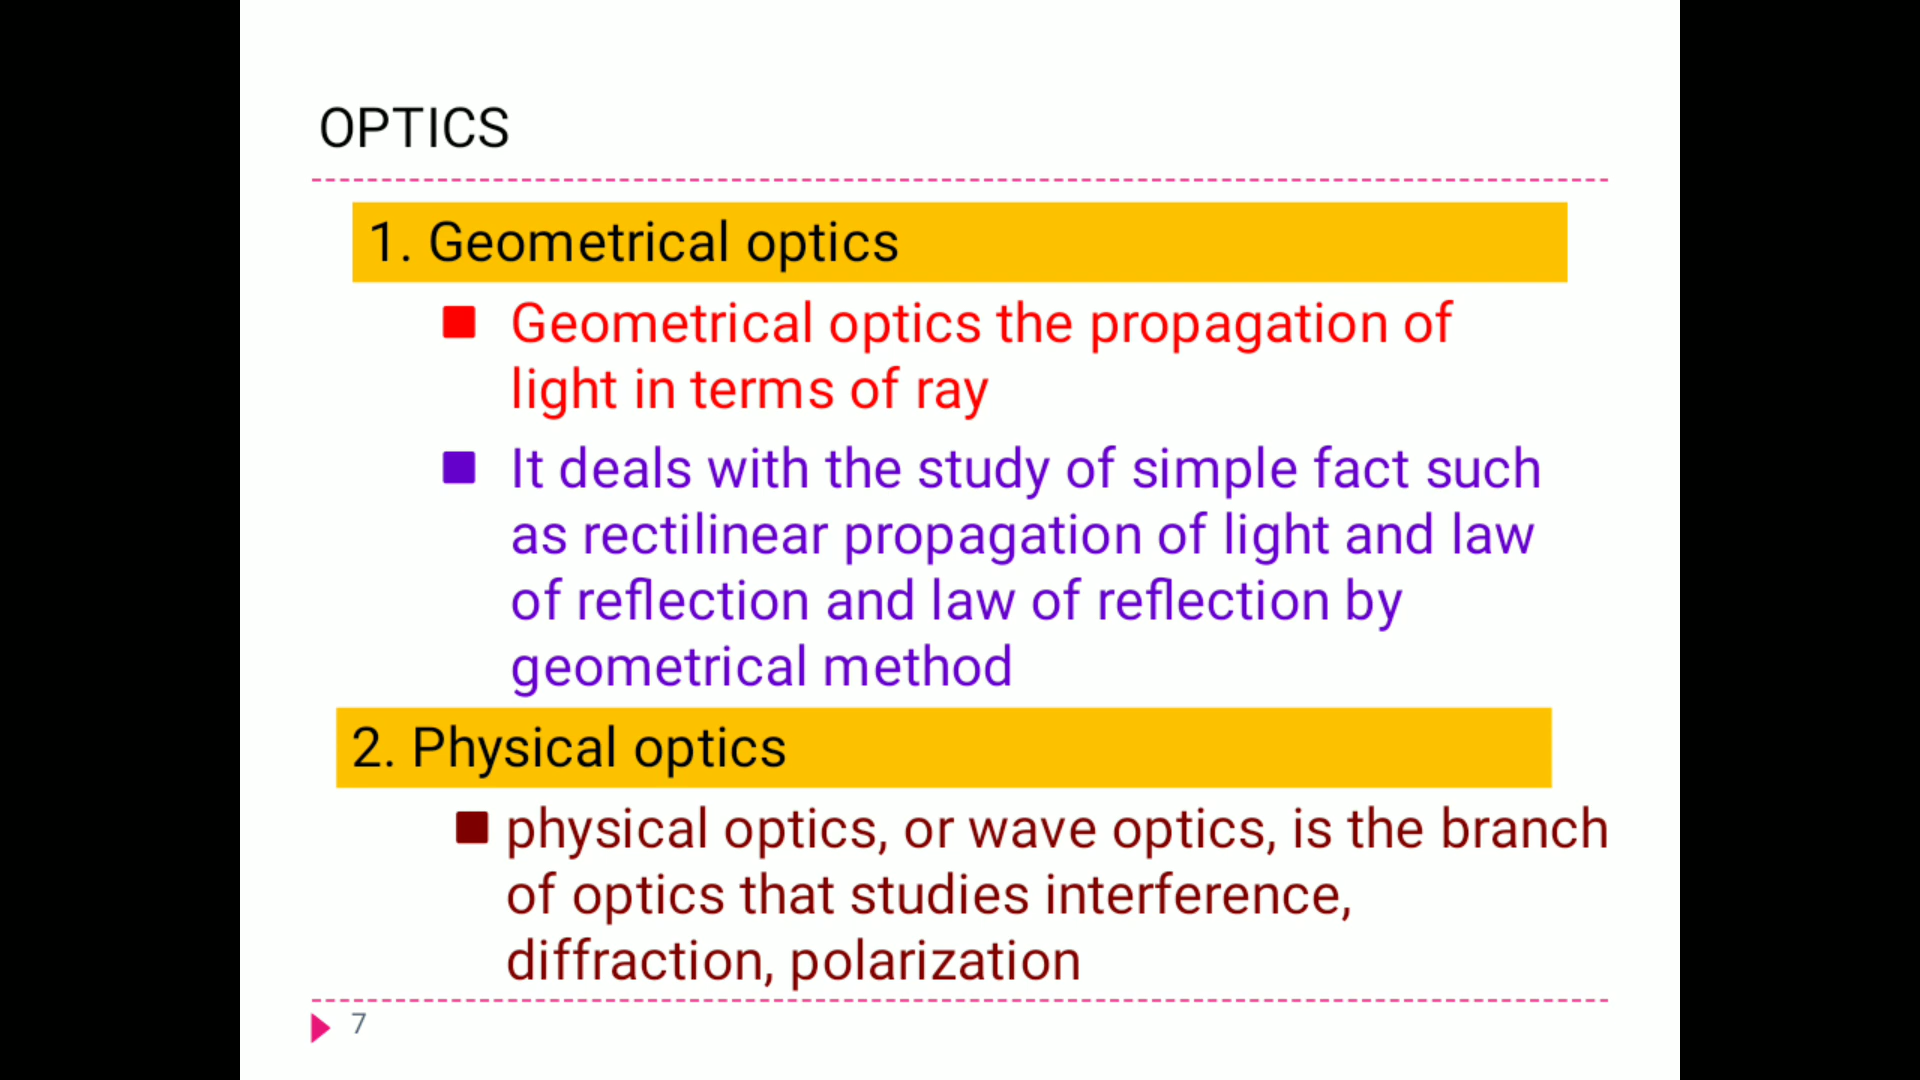 OPTICS
1. Geometrical optics
Geometrical optics the propagation of
light in terms of ray
It deals with the study of simple fact such
as rectilinear propagation of light and law
of reflection and law of reflection by
geometrical method
2. Physical optics
physical optics, or wave optics, is the branch
of optics that studies interference,
diffraction, polarization
7